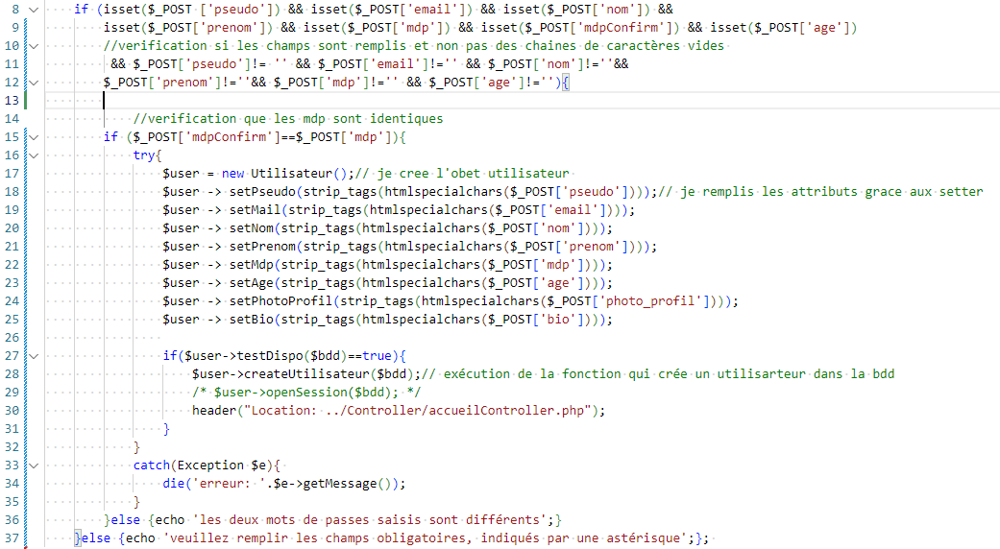 8 if (isset($_POST ['pseudo']) && isset($_POST['email']) && isset($_POST['nom']) &&
9 isset($_POST['prenom']) && isset($_POST['mdp']) && isset($_POST['mdpConfirm']) && isset($_POST['age'])
10 //verification si les champs sont remplis et non pas des chaines de caractères vides
11 && $_POST['pseudo']!= '' && $_POST['email']!='' && $_POST['nom']!=''&&
12 $_POST['prenom']!=''&& $_POST['mdp']!='' && $_POST['age']!=''){
13
14 //verification que les mdp sont identiques
15 if ($_POST['mdpConfirm']==$_POST['mdp']){
16 try{
17 $user = new Utilisateur();// je cree l'obet utilisateur
18 $user -> setPseudo(strip_tags(htmlspecialchars($_POST['pseudo'])));// je remplis les attributs grace aux setter
19 $user -> setMail(strip_tags(htmlspecialchars($_POST['email'])));
20 $user -> setNom(strip_tags(htmlspecialchars($_POST['nom'])));
21 $user -> setPrenom(strip_tags(htmlspecialchars($_POST['prenom'])));
22 $user -> setMdp(strip_tags(htmlspecialchars($_POST['mdp'])));
23 $user -> setAge(strip_tags(htmlspecialchars($_POST['age'])));
24 $user -> setPhotoProfil(strip_tags(htmlspecialchars($_POST['photo_profil'])));
25 $user -> setBio(strip_tags(htmlspecialchars($_POST['bio'])));
26
27 if($user->testDispo($bdd)==true){
28 $user->createUtilisateur($bdd);// exécution de la fonction qui crée un utilisarteur dans la bdd
29 /* $user->openSession($bdd); */
30 header("Location: ../Controller/accueilController.php");
31 }
32 }
33 catch(Exception $e){
34 die('erreur: '.$e->getMessage());
35 }
36 }else {echo 'les deux mots de passes saisis sont différents';}
37 }else {echo 'veuillez remplir les champs obligatoires, indiqués par une astérisque';};